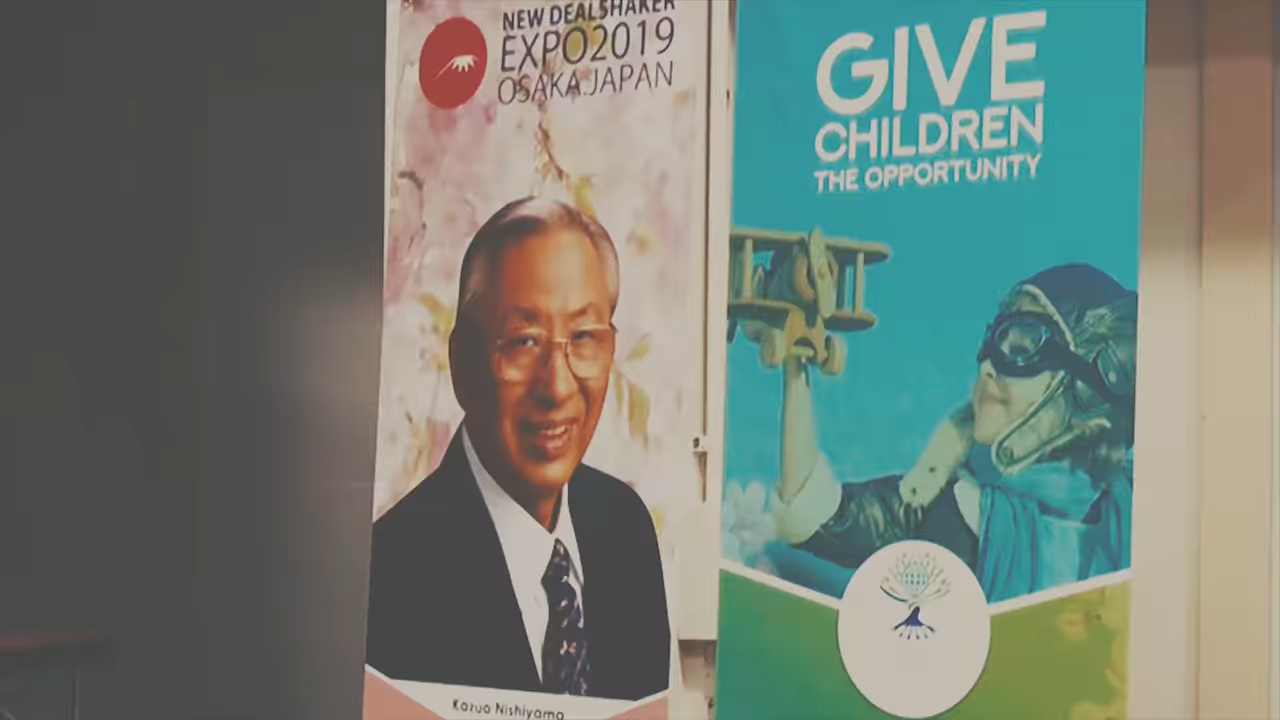 NEW DEALSHAKER
EXPO2019
OSAKA.JAPAN
Kazuo Nishiyama
GIVE
CHILDREN
THE OPPORTUNITY